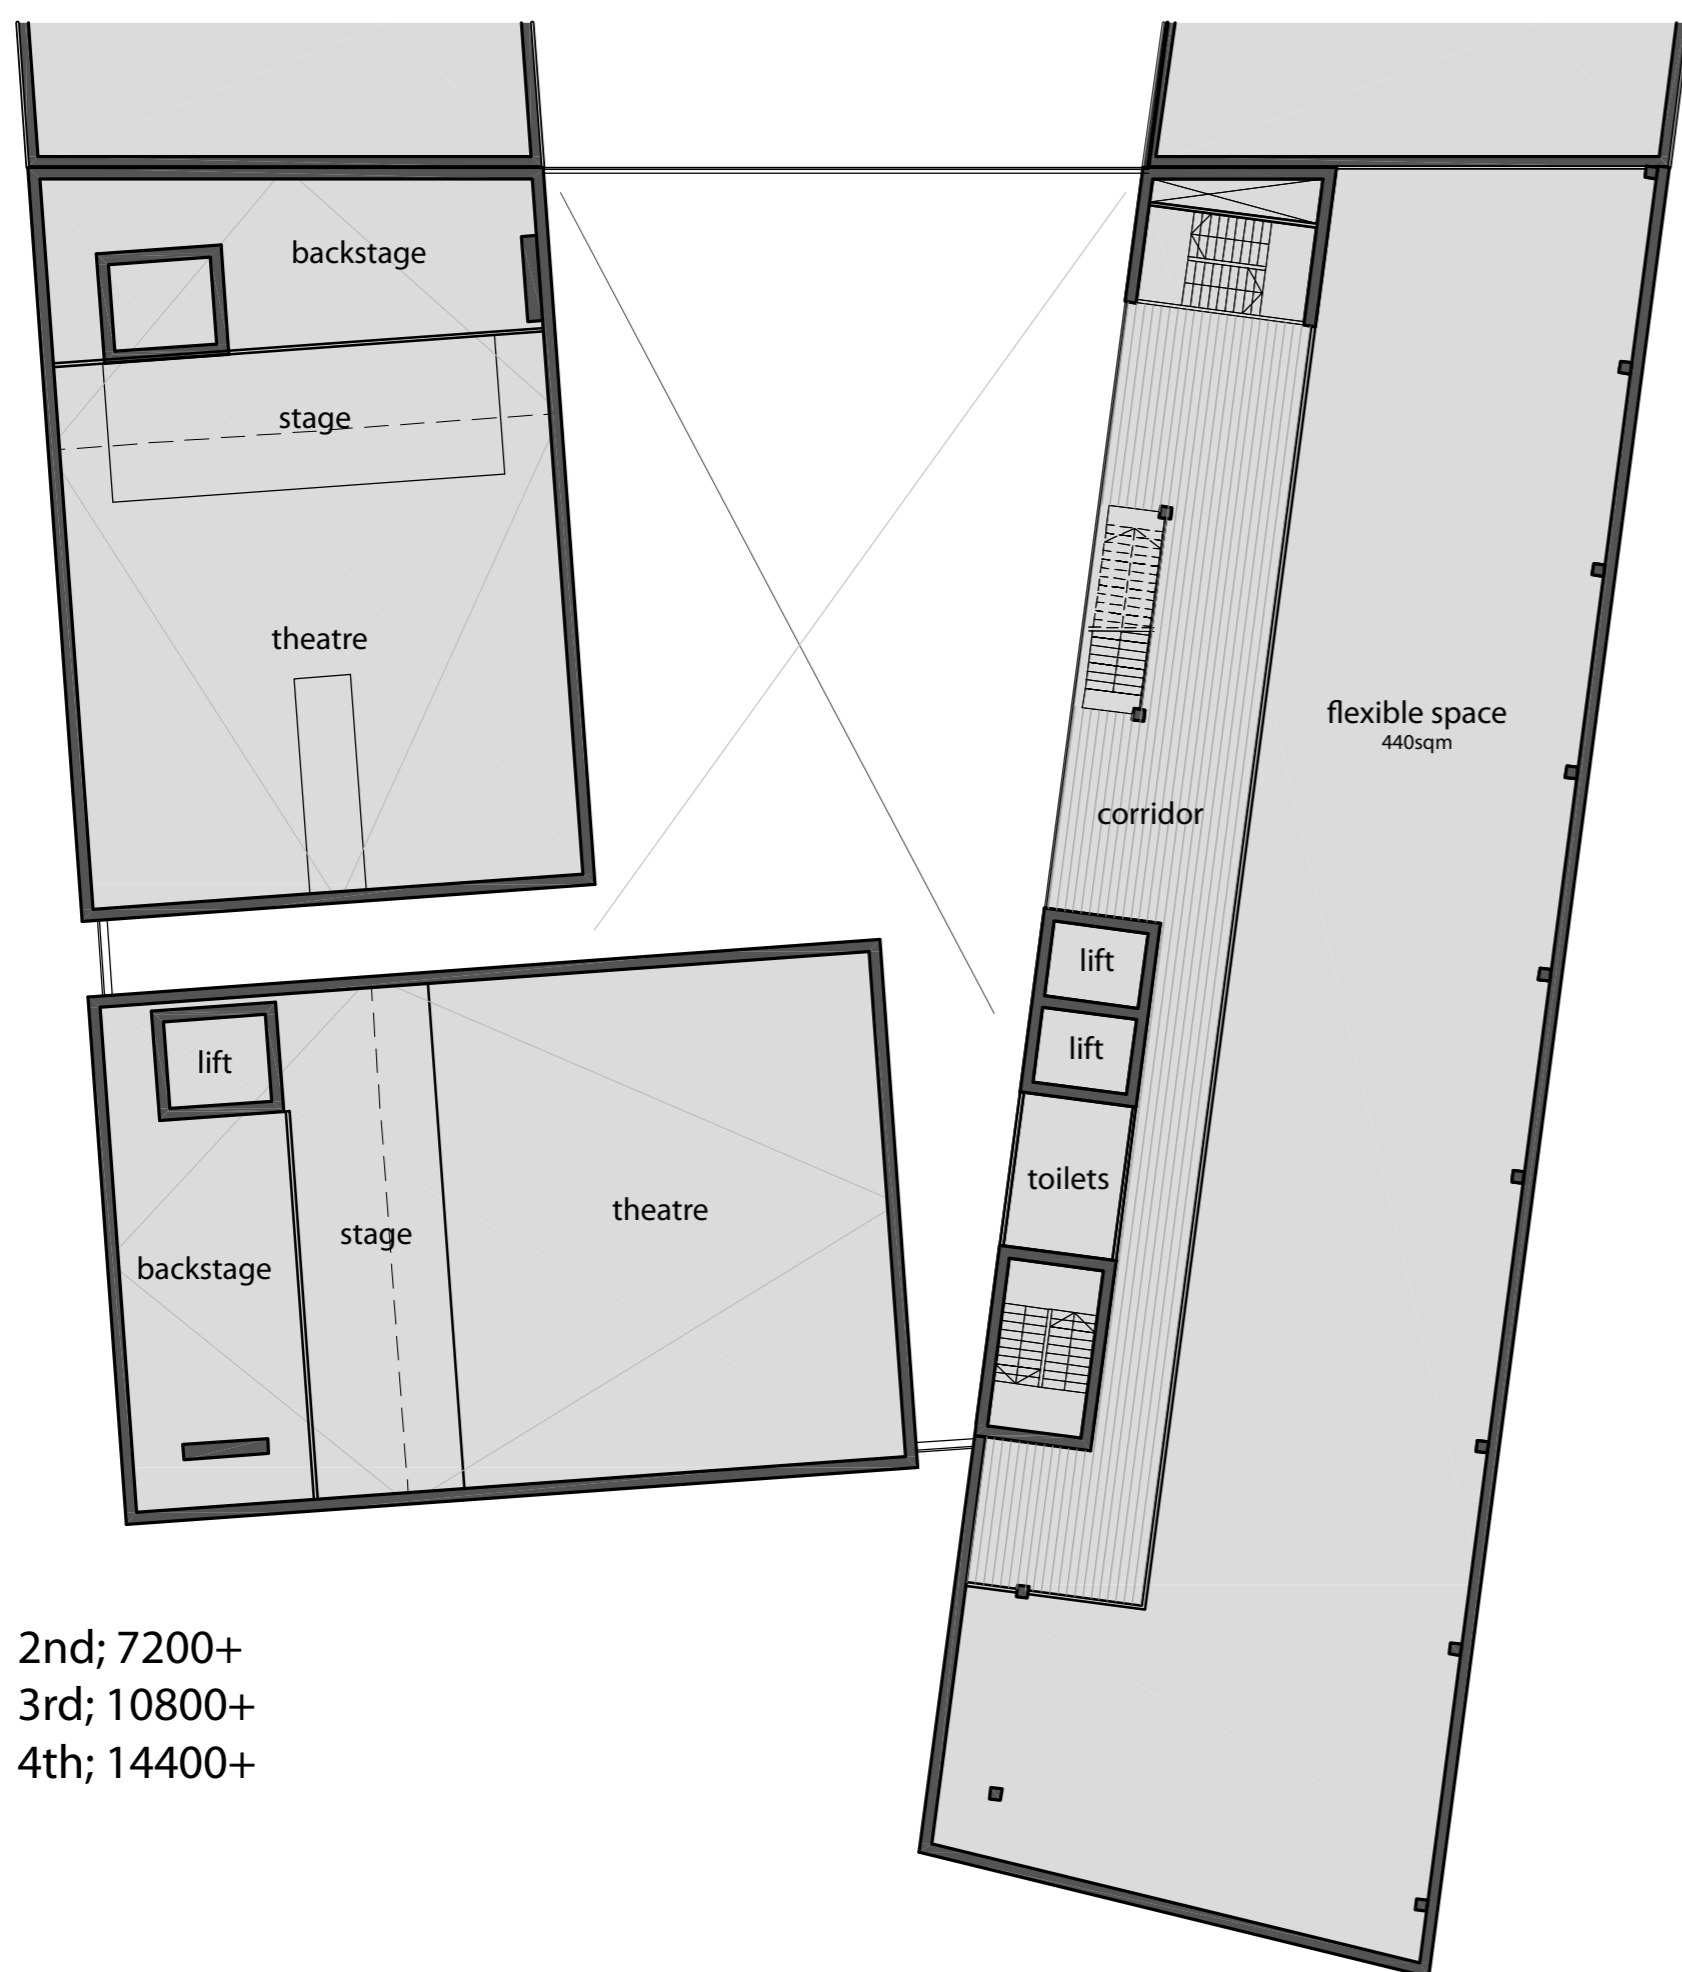 backstage
stage
theatre
flexible space
440sqm
corridor
lift
lift
lift
toilets
theatre
stage
backstage
2nd; 7200+
3rd; 10800+
4th; 14400+